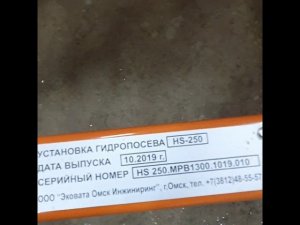 УСТАНОВКА ГИДРОПОСЕВА HS-250
ДАТА ВЫПУСКА 10.2019 г.
СЕРИЙНЫЙ НОМЕР HS 250.МРВ1300.1019.010
ООО "Эковата Омск Инжиниринг", г.Омск, тел. +7(3812)48-55-57